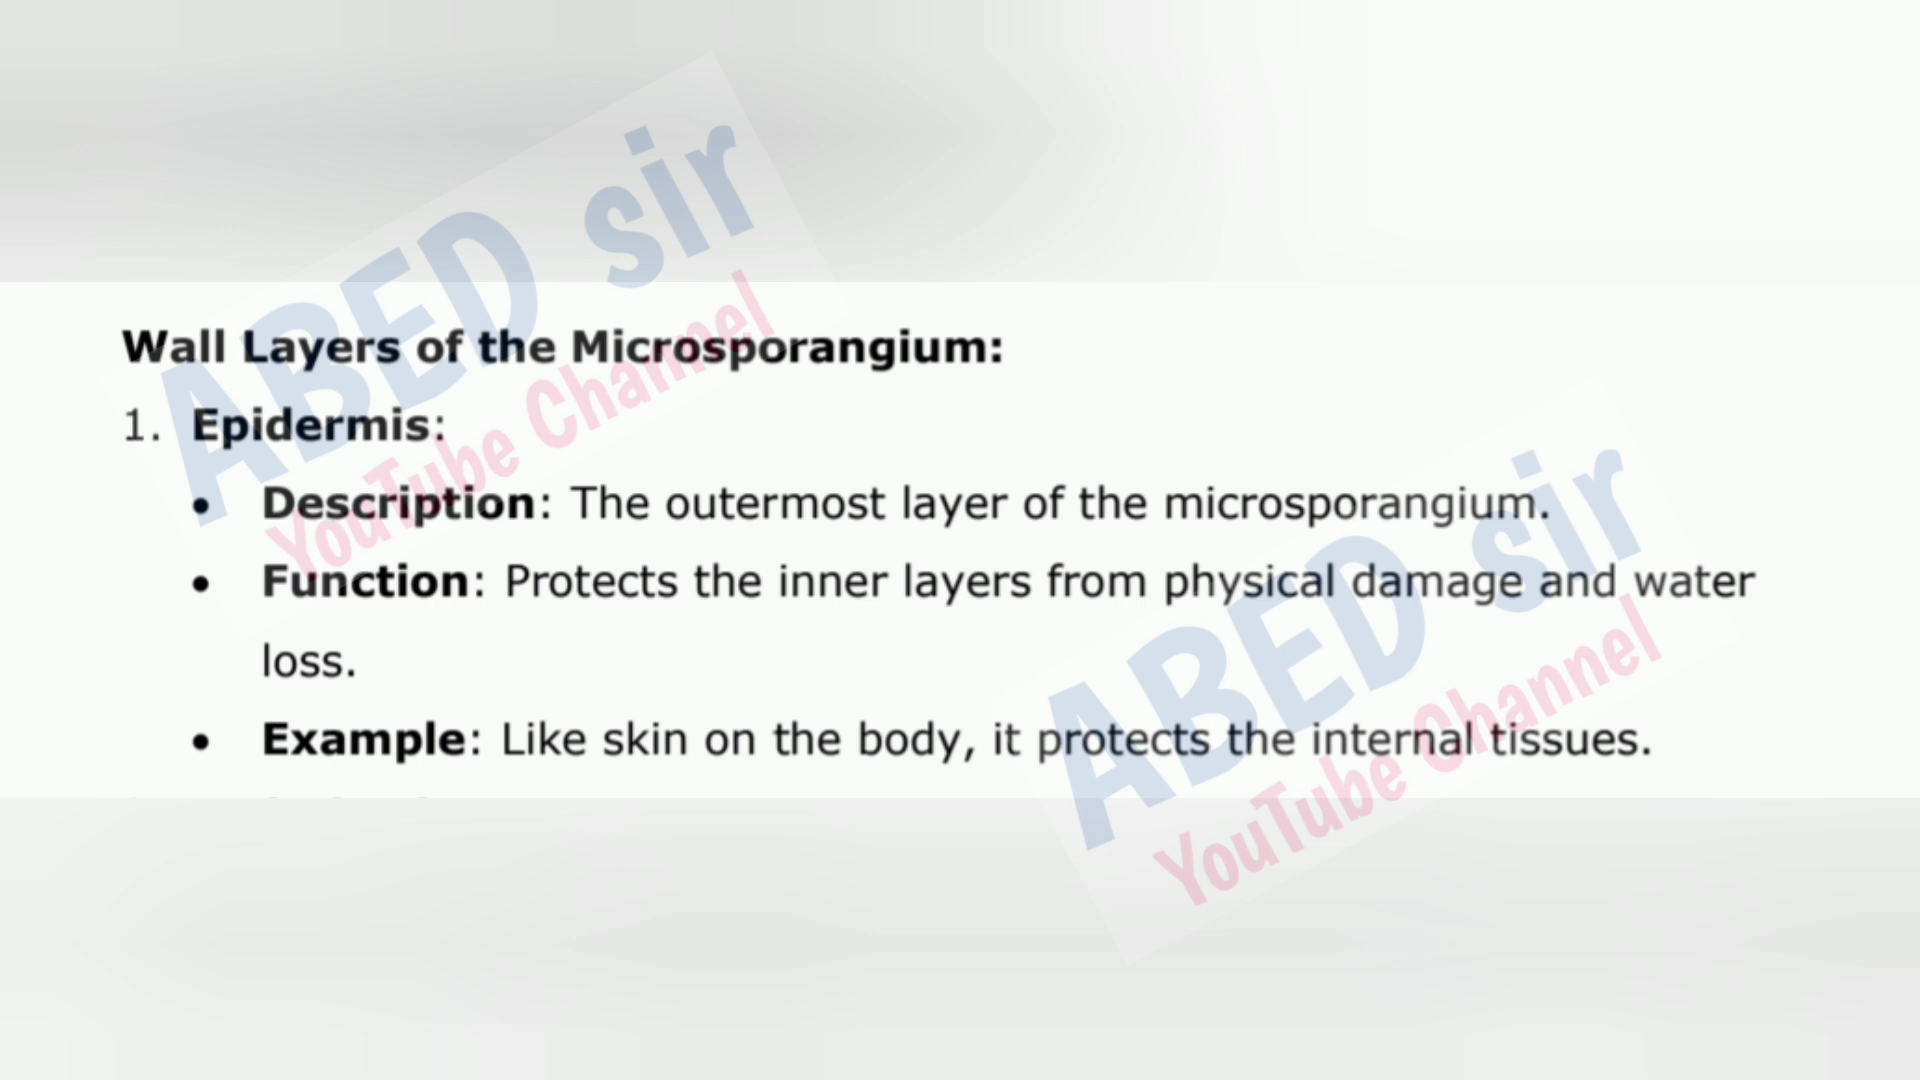 Wall Layers of the Microsporangium:
1. Epidermis:
• Description: The outermost layer of the microsporangium.
• Function: Protects the inner layers from physical damage and water
loss.
• Example: Like skin on the body, it protects the internal tissues.
ABED sir
YouTube Channel
ABED sir
YouTube Channel